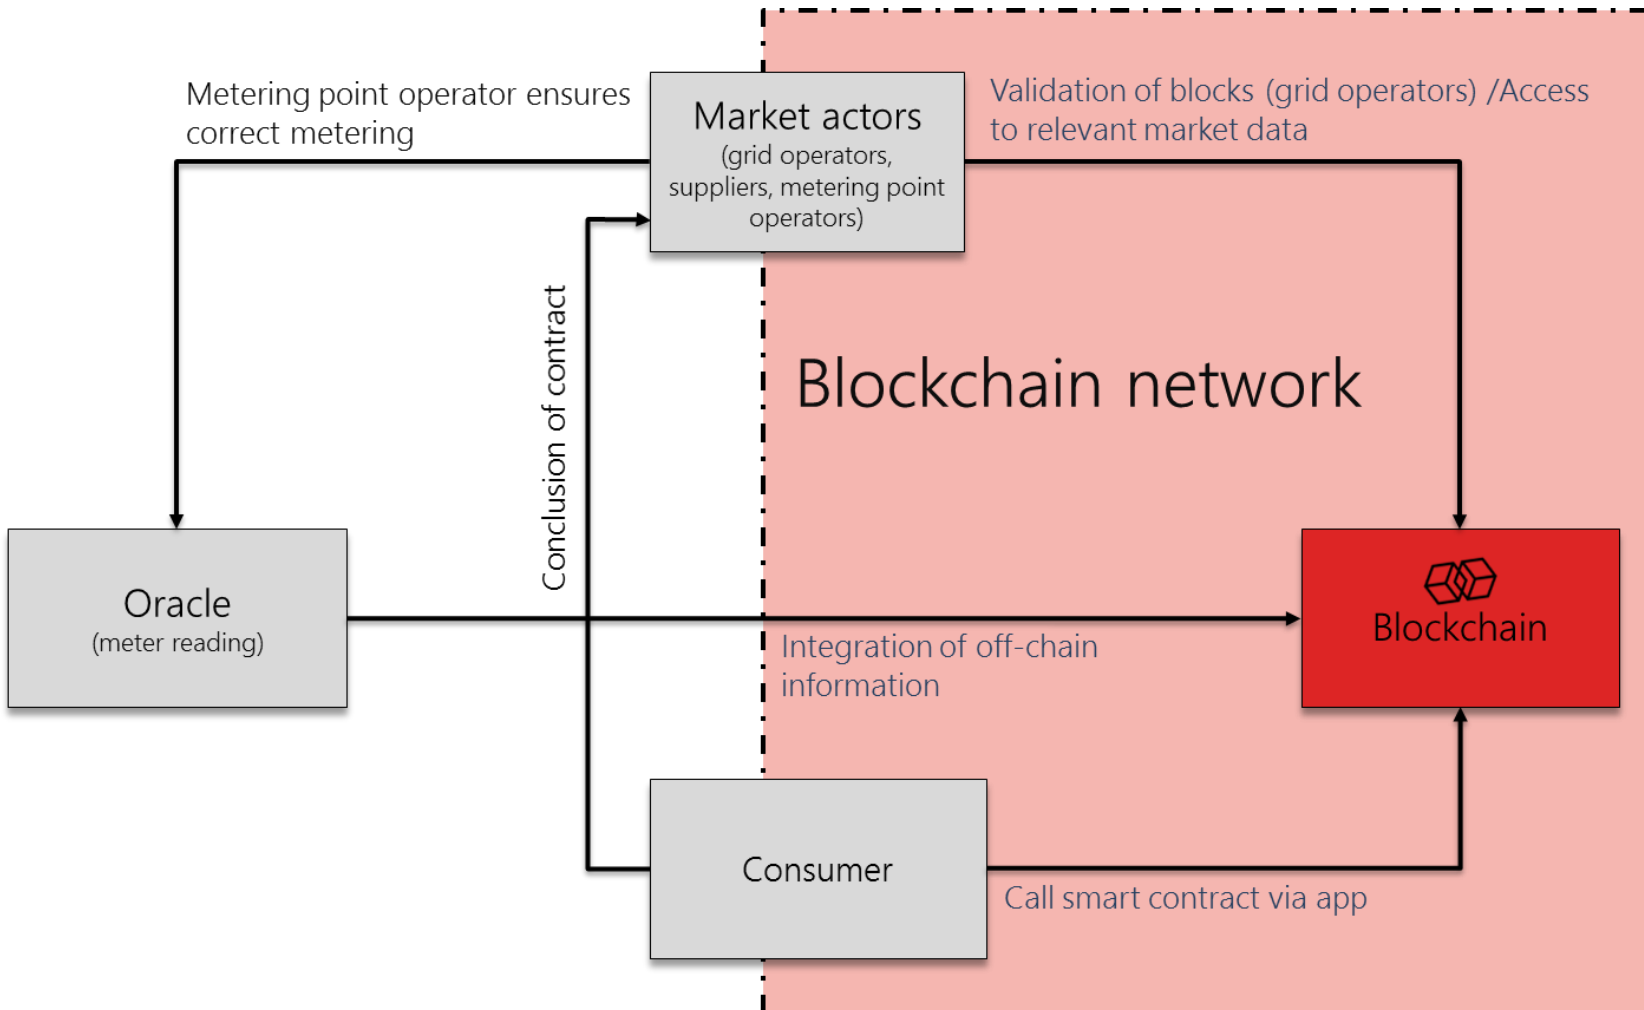 Metering point operator ensures
correct metering
Market actors
(grid operators,
suppliers, metering point
operators)
Validation of blocks (grid operators) /Access
to relevant market data
Conclusion of contract
Blockchain network
Oracle
(meter reading)
Integration of off-chain
information
Blockchain
Consumer
Call smart contract via app